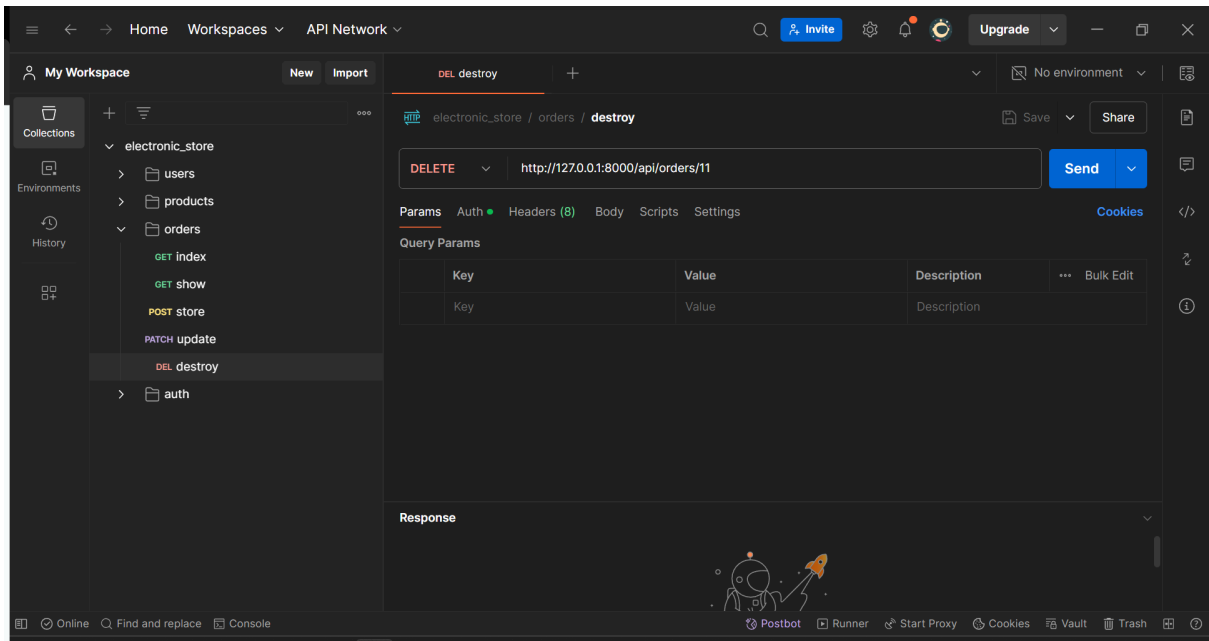 Home Workspaces API Network Invite Upgrade
My Workspace New Import DEL destroy No environment
Collections
Environments
History
electronic_store
users
products
orders
GET index
GET show
POST store
PATCH update
DEL destroy
auth
HTTP electronic_store / orders / destroy Save Share
DELETE http://127.0.0.1:8000/api/orders/11 Send
Params Auth Headers (8) Body Scripts Settings Cookies
Query Params
Key Value Description Bulk Edit
Key Value Description
Response
Online Find and replace Console Postbot Runner Start Proxy Cookies Vault Trash